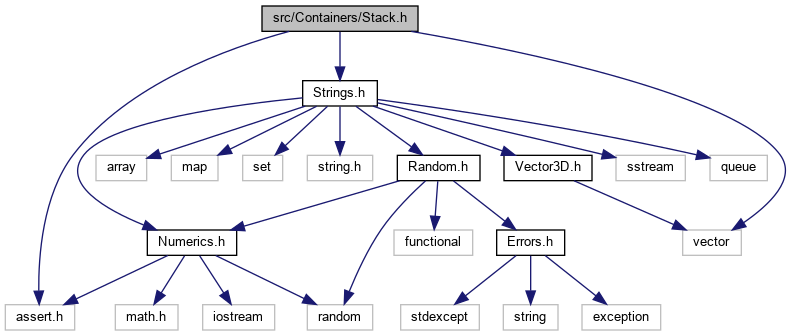 src/Containers/Stack.h
Strings.h
array
map
set
string.h
Random.h
Vector3D.h
sstream
queue
Numerics.h
functional
Errors.h
vector
assert.h
math.h
iostream
random
stdexcept
string
exception